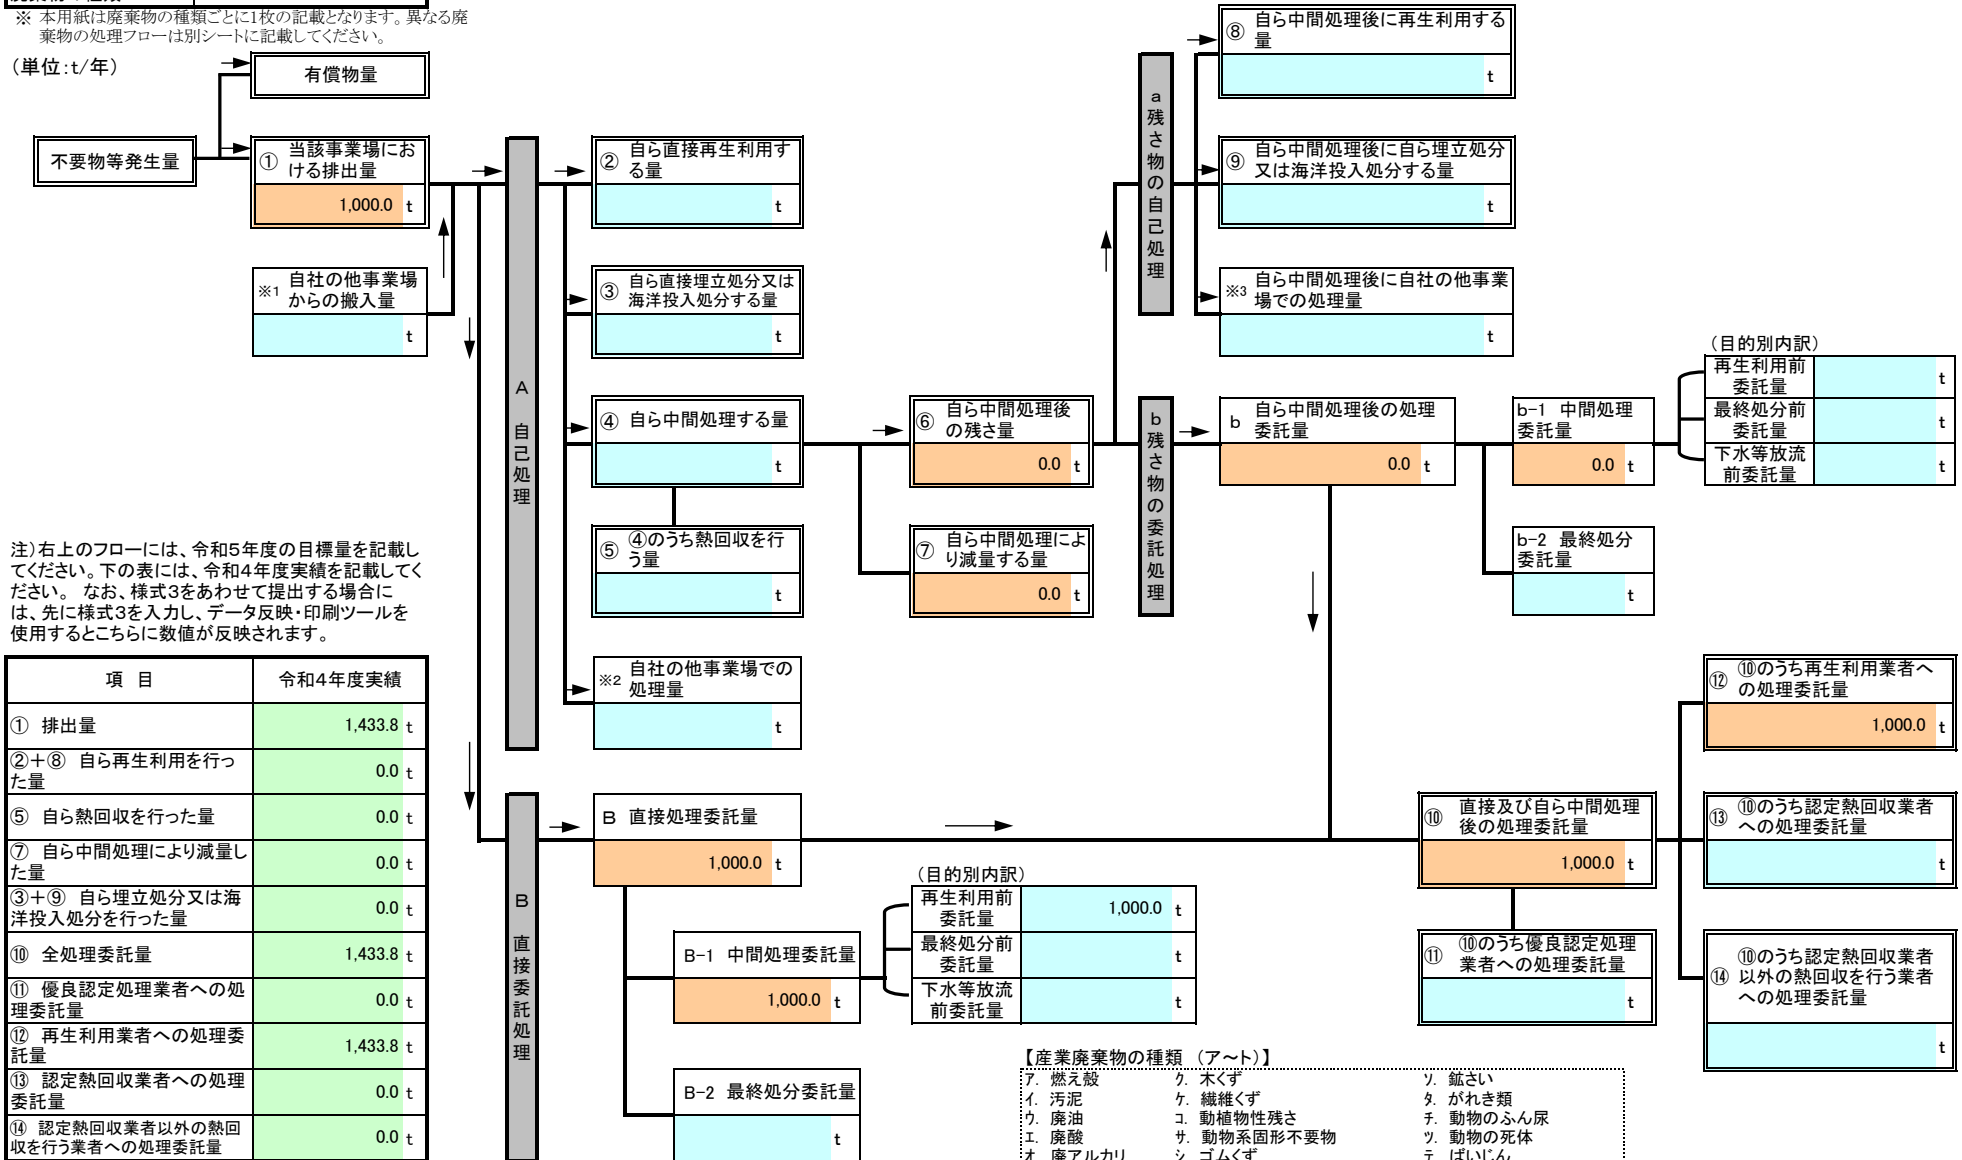 ※ 本用紙は廃棄物の種類ごとに1枚の記載となります。異なる廃
棄物の処理フローは別シートに記載してください。
（単位:t/年）
有償物量
不要物等発生量
① 当該事業場にお
ける排出量
1,000.0 t
※1 自社の他事業場
からの搬入量
t
A 自己処理
② 自ら直接再生利用す
る量
t
③ 自ら直接埋立処分又は
海洋投入処分する量
t
④ 自ら中間処理する量
t
⑤ ④のうち熱回収を行
う量
t
※2 自社の他事業場での
処理量
t
⑥ 自ら中間処理後
の残さ量
0.0 t
⑦ 自ら中間処理によ
り減量する量
0.0 t
a 残さ物の自己処理
⑧ 自ら中間処理後に再生利用する
量
t
⑨ 自ら中間処理後に自ら埋立処分
又は海洋投入処分する量
t
※3 自ら中間処理後に自社の他事業
場での処理量
t
b 残さ物の委託処理
b 自ら中間処理後の処理
委託量
0.0 t
b-1 中間処理
委託量
0.0 t
（目的別内訳）
再生利用前
委託量
t
最終処分前
委託量
t
下水等放流
前委託量
t
b-2 最終処分
委託量
t
注）右上のフローには、令和5年度の目標量を記載し
てください。下の表には、令和4年度実績を記載してく
ださい。 なお、様式3をあわせて提出する場合に
は、先に様式3を入力し、データ反映・印刷ツールを
使用するとこちらに数値が反映されます。
項 目 令和4年度実績
① 排出量 1,433.8 t
②＋⑧ 自ら再生利用を行っ
た量 0.0 t
⑤ 自ら熱回収を行った量 0.0 t
⑦ 自ら中間処理により減量し
た量 0.0 t
③＋⑨ 自ら埋立処分又は海
洋投入処分を行った量 0.0 t
⑩ 全処理委託量 1,433.8 t
⑪ 優良認定処理業者への処
理委託量 0.0 t
⑫ 再生利用業者への処理委
託量 1,433.8 t
⑬ 認定熱回収業者への処理
委託量 0.0 t
⑭ 認定熱回収業者以外の熱回
収を行う業者への処理委託量 0.0 t
B 直接委託処理
B 直接処理委託量
1,000.0 t
B-1 中間処理委託量
1,000.0 t
（目的別内訳）
再生利用前
委託量
1,000.0 t
最終処分前
委託量
t
下水等放流
前委託量
t
B-2 最終処分委託量
t
⑩ 直接及び自ら中間処理
後の処理委託量
1,000.0 t
⑪ ⑩のうち優良認定処理
業者への処理委託量
t
⑫ ⑩のうち再生利用業者へ
の処理委託量
1,000.0 t
⑬ ⑩のうち認定熱回収業者
への処理委託量
t
⑭ ⑩のうち認定熱回収業者
以外の熱回収を行う業者
への処理委託量
t
【産業廃棄物の種類 （ア～ト）】
ア. 燃え殻 ク. 木くず ソ. 鉱さい
イ. 汚泥 ケ. 繊維くず タ. がれき類
ウ. 廃油 コ. 動植物性残さ チ. 動物のふん尿
エ. 廃酸 サ. 動物系固形不要物 ツ. 動物の死体
オ. 廃アルカリ シ. ゴムくず テ. ばいじん